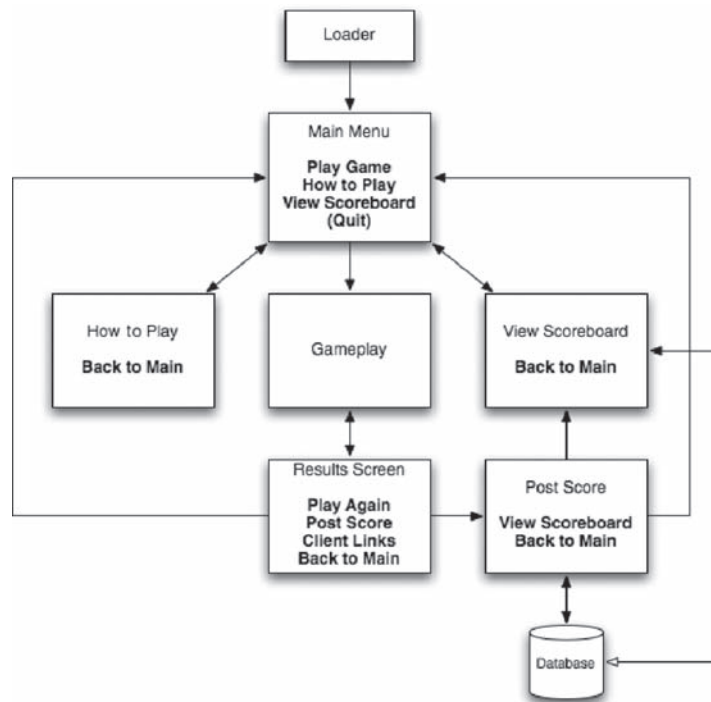 Loader
Main Menu
Play Game
How to Play
View Scoreboard
(Quit)
How to Play
Back to Main
Gameplay
View Scoreboard
Back to Main
Results Screen
Play Again
Post Score
Client Links
Back to Main
Post Score
View Scoreboard
Back to Main
Database